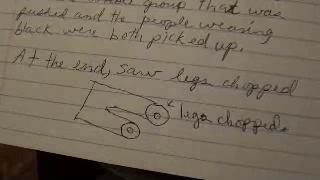 group that was
pushed and the people wearing
black were both picked up.
At the end, saw legs chopped
legs chopped.